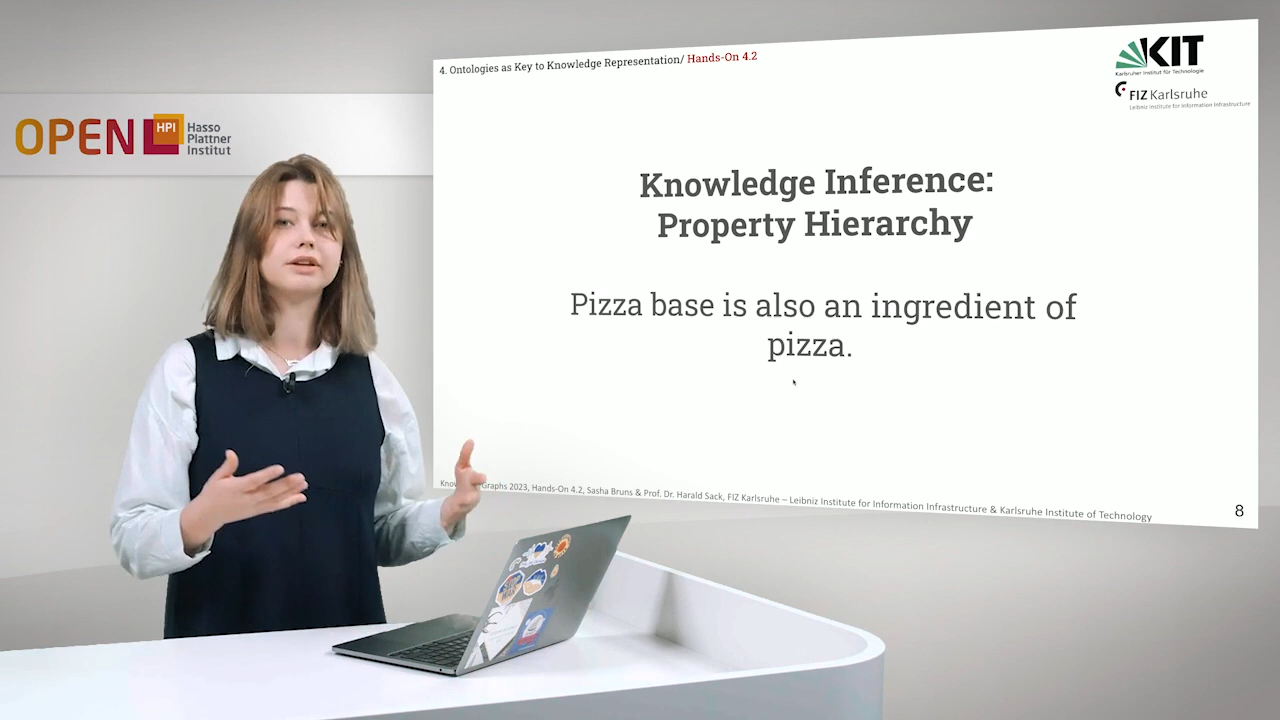 4. Ontologies as Key to Knowledge Representation/ Hands-On 4.2
KIT
Karlsruher Institut für Technologie
FIZ Karlsruhe
Leibniz Institute for Information Infrastructure
OPEN HPI
Hasso
Plattner
Institut
Knowledge Inference:
Property Hierarchy
Pizza base is also an ingredient of
pizza.
Graphs 2023, Hands-On 4.2, Sasha Bruns & Prof. Dr. Harald Sack, FIZ Karlsruhe – Leibniz Institute for Information Infrastructure & Karlsruhe Institute of Technology
8